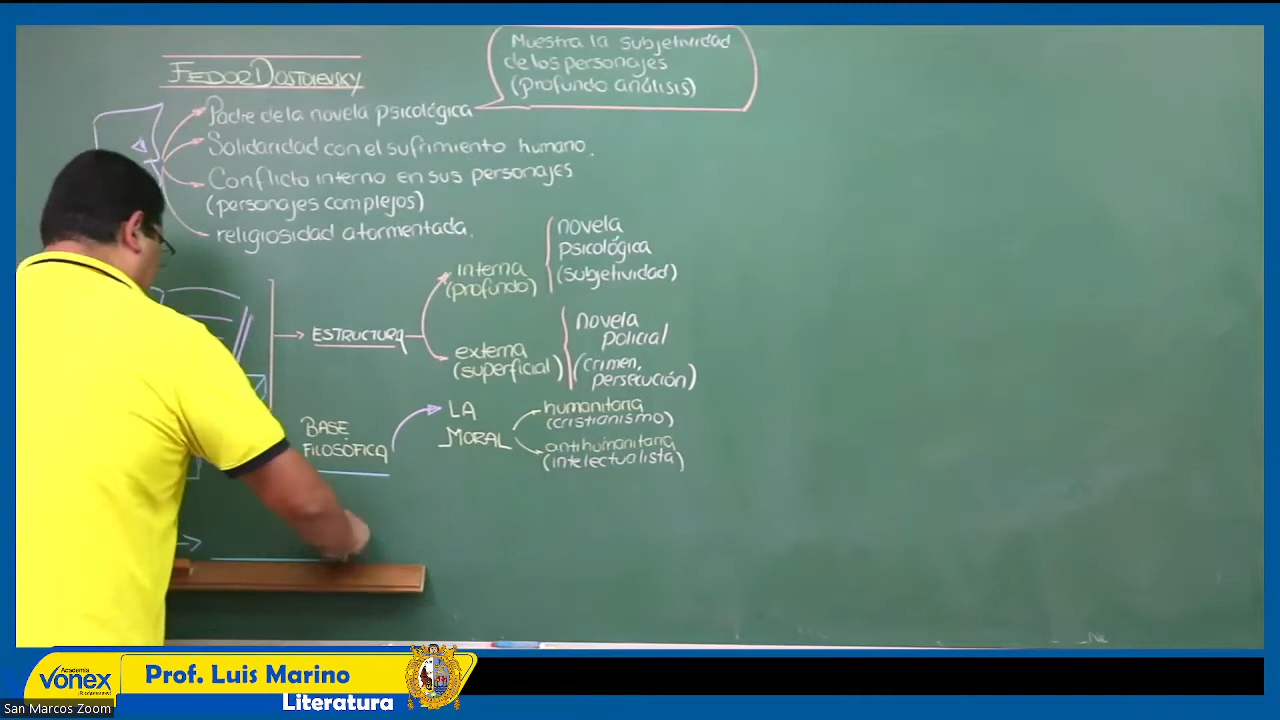 FEDOR DOSTOIEVSKY
Muestra la subjetividad
de los personajes
(profundo análisis)
Padre de la novela psicológica
Solidaridad con el sufrimiento humano.
Conflicto interno en sus personajes
(personajes complejos)
religiosidad atormentada.
ESTRUCTURA
interna
(profundo)
novela
psicológica
(subjetividad)
externa
(superficial)
novela
policial
(crimen,
persecución)
BASE
FILOSÓFICA
LA
MORAL
humanitaria
(cristianismo)
antihumanitaria
(intelectualista)
Academia
VONEX
Prof. Luis Marino
Literatura
San Marcos Zoom